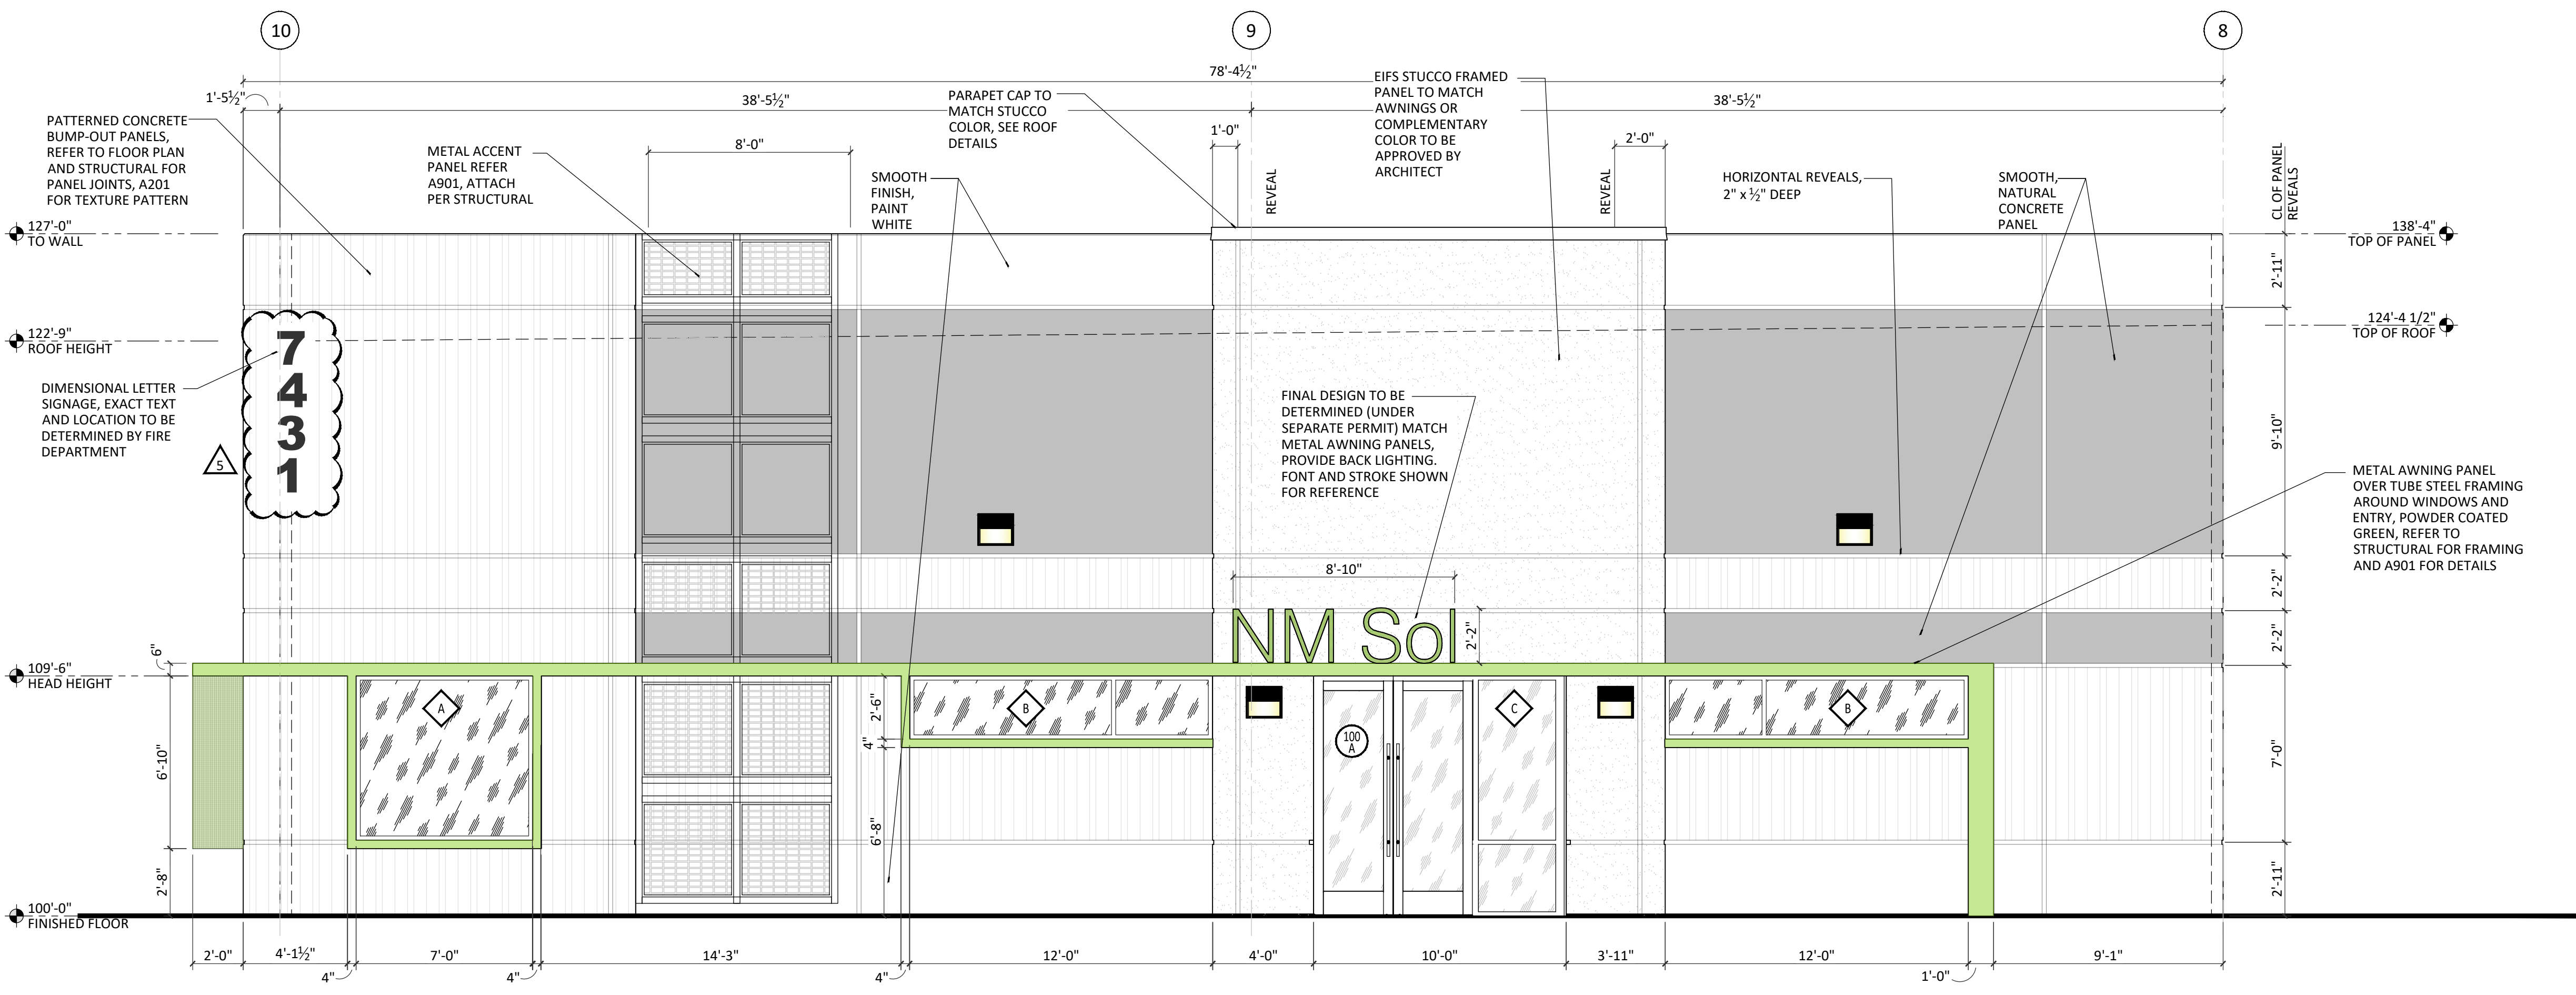 10
9
8
78'-4½"
1'-5½"
38'-5½"
38'-5½"
PATTERNED CONCRETE
BUMP-OUT PANELS,
REFER TO FLOOR PLAN
AND STRUCTURAL FOR
PANEL JOINTS, A201
FOR TEXTURE PATTERN
METAL ACCENT
PANEL REFER
A901, ATTACH
PER STRUCTURAL
8'-0"
SMOOTH
FINISH,
PAINT
WHITE
PARAPET CAP TO
MATCH STUCCO
COLOR, SEE ROOF
DETAILS
1'-0"
REVEAL
EIFS STUCCO FRAMED
PANEL TO MATCH
AWNINGS OR
COMPLEMENTARY
COLOR TO BE
APPROVED BY
ARCHITECT
2'-0"
REVEAL
HORIZONTAL REVEALS,
2" x ½" DEEP
SMOOTH,
NATURAL
CONCRETE
PANEL
CL OF PANEL
REVEALS
127'-0"
TO WALL
138'-4"
TOP OF PANEL
2'-11"
122'-9"
ROOF HEIGHT
124'-4 1/2"
TOP OF ROOF
7
4
3
1
DIMENSIONAL LETTER
SIGNAGE, EXACT TEXT
AND LOCATION TO BE
DETERMINED BY FIRE
DEPARTMENT
5
FINAL DESIGN TO BE
DETERMINED (UNDER
SEPARATE PERMIT) MATCH
METAL AWNING PANELS,
PROVIDE BACK LIGHTING.
FONT AND STROKE SHOWN
FOR REFERENCE
9'-10"
METAL AWNING PANEL
OVER TUBE STEEL FRAMING
AROUND WINDOWS AND
ENTRY, POWDER COATED
GREEN, REFER TO
STRUCTURAL FOR FRAMING
AND A901 FOR DETAILS
8'-10"
2'-2"
NM Sol
2'-2"
2'-2"
6"
109'-6"
HEAD HEIGHT
A
B
C
B
100
A
2'-6"
4"
6'-8"
6'-10"
2'-8"
7'-0"
2'-11"
100'-0"
FINISHED FLOOR
2'-0"
4'-1½"
4"
7'-0"
4"
14'-3"
4"
12'-0"
4'-0"
10'-0"
3'-11"
12'-0"
1'-0"
9'-1"